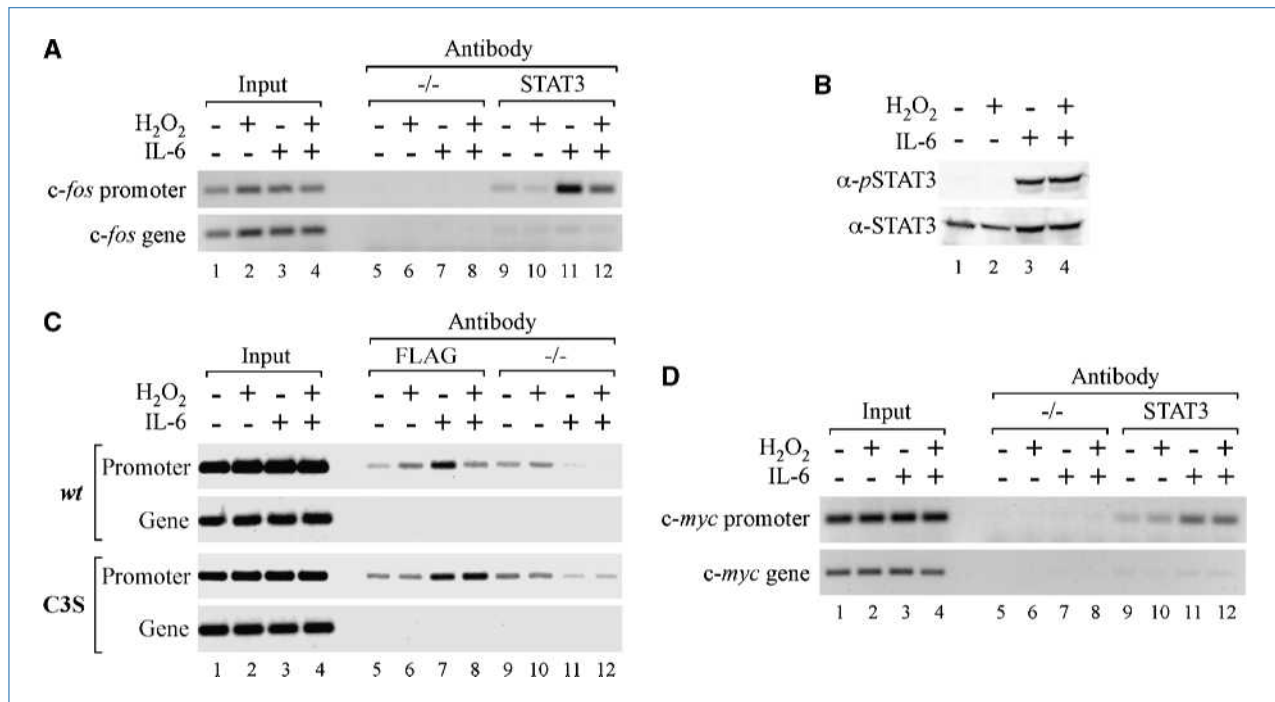 A
Antibody
Input -/- STAT3
H₂O₂ - + - + - + - + - + - +
IL-6 - - + + - - + + - - + +
c-fos promoter
c-fos gene
1 2 3 4 5 6 7 8 9 10 11 12
B
H₂O₂ - + - +
IL-6 - - + +
α-pSTAT3
α-STAT3
1 2 3 4
C
Antibody
Input FLAG -/-
H₂O₂ - + - + - + - + - + - +
IL-6 - - + + - - + + - - + +
wt
Promoter
Gene
C3S
Promoter
Gene
1 2 3 4 5 6 7 8 9 10 11 12
D
Antibody
Input -/- STAT3
H₂O₂ - + - + - + - + - + - +
IL-6 - - + + - - + + - - + +
c-myc promoter
c-myc gene
1 2 3 4 5 6 7 8 9 10 11 12